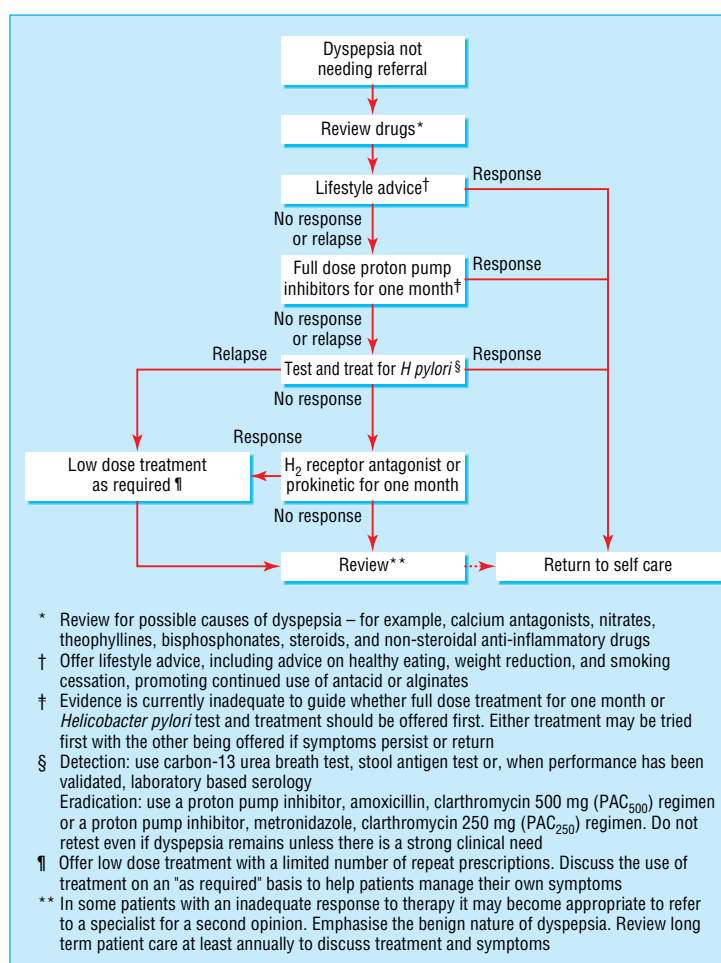 Dyspepsia not
needing referral
Review drugs*
Lifestyle advice†
Response
No response
or relapse
Full dose proton pump
inhibitors for one month‡
Response
No response
or relapse
Relapse
Test and treat for H pylori §
Response
No response
Response
Low dose treatment
as required ¶
H2 receptor antagonist or
prokinetic for one month
No response
Review**
Return to self care
* Review for possible causes of dyspepsia – for example, calcium antagonists, nitrates,
theophyllines, bisphosphonates, steroids, and non-steroidal anti-inflammatory drugs
† Offer lifestyle advice, including advice on healthy eating, weight reduction, and smoking
cessation, promoting continued use of antacid or alginates
‡ Evidence is currently inadequate to guide whether full dose treatment for one month or
Helicobacter pylori test and treatment should be offered first. Either treatment may be tried
first with the other being offered if symptoms persist or return
§ Detection: use carbon-13 urea breath test, stool antigen test or, when performance has been
validated, laboratory based serology
Eradication: use a proton pump inhibitor, amoxicillin, clarthromycin 500 mg (PAC500) regimen
or a proton pump inhibitor, metronidazole, clarthromycin 250 mg (PAC250) regimen. Do not
retest even if dyspepsia remains unless there is a strong clinical need
¶ Offer low dose treatment with a limited number of repeat prescriptions. Discuss the use of
treatment on an "as required" basis to help patients manage their own symptoms
** In some patients with an inadequate response to therapy it may become appropriate to refer
to a specialist for a second opinion. Emphasise the benign nature of dyspepsia. Review long
term patient care at least annually to discuss treatment and symptoms